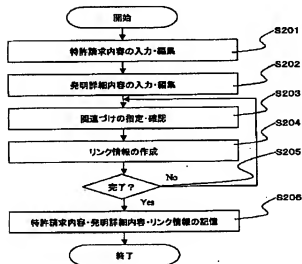 開始
S201
特許請求内容の入力・編集
S202
発明詳細内容の入力・編集
S203
関連づけの指定・確認
S204
リンク情報の作成
S205
No
完了?
Yes
S206
特許請求内容・発明詳細内容・リンク情報の記憶
終了